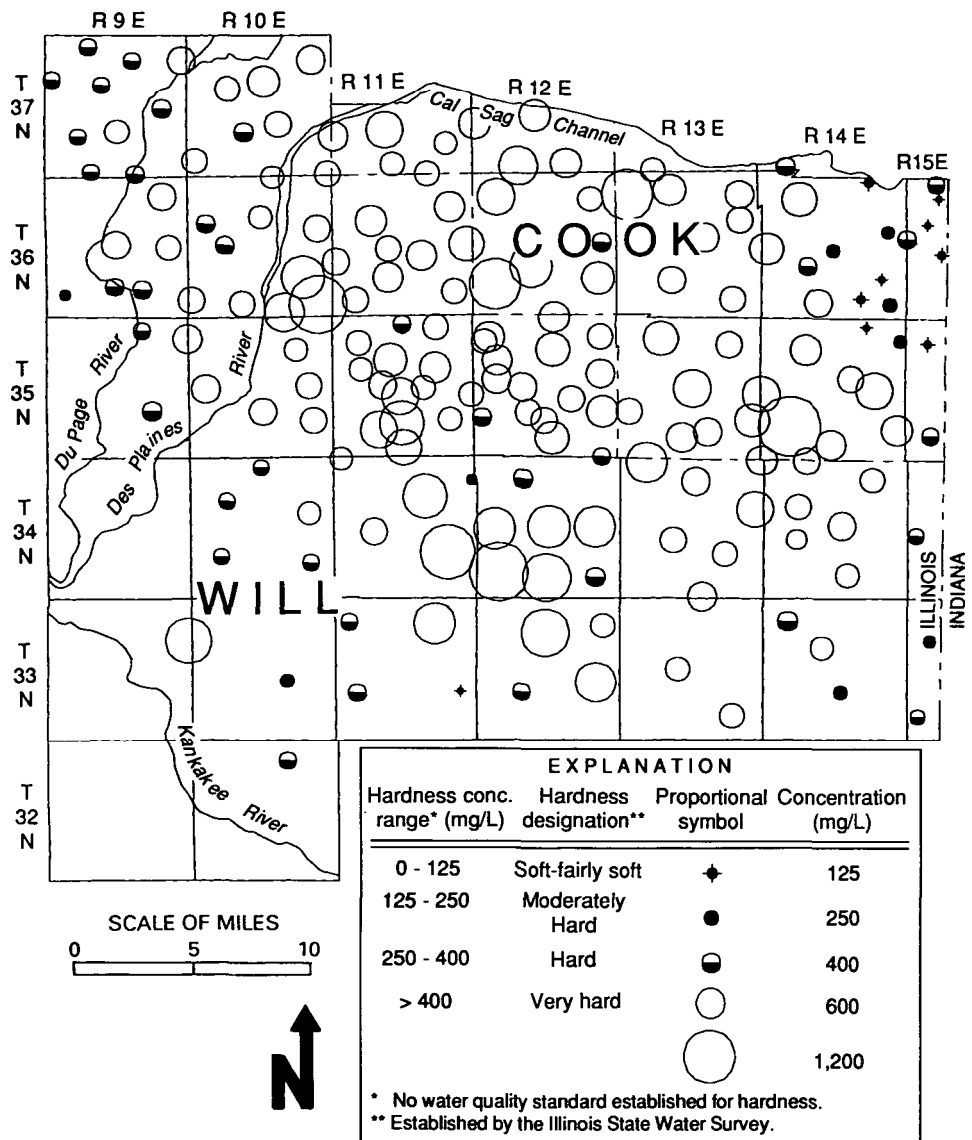 R 9 E R 10 E
R 11 E R 12 E
R 13 E R 14 E
R15E
T
37
N
Cal Sag Channel
T
36
N
COOK
T
35
N
Du Page River
Des Plaines River
T
34
N
WILL
ILLINOIS
INDIANA
T
33
N
T
32
N
Kankakee River
EXPLANATION
Hardness conc. Hardness Proportional Concentration
range* (mg/L) designation** symbol (mg/L)
0 - 125 Soft-fairly soft 125
125 - 250 Moderately
Hard 250
250 - 400 Hard 400
> 400 Very hard 600
1,200
* No water quality standard established for hardness.
** Established by the Illinois State Water Survey.
SCALE OF MILES
0 5 10
N